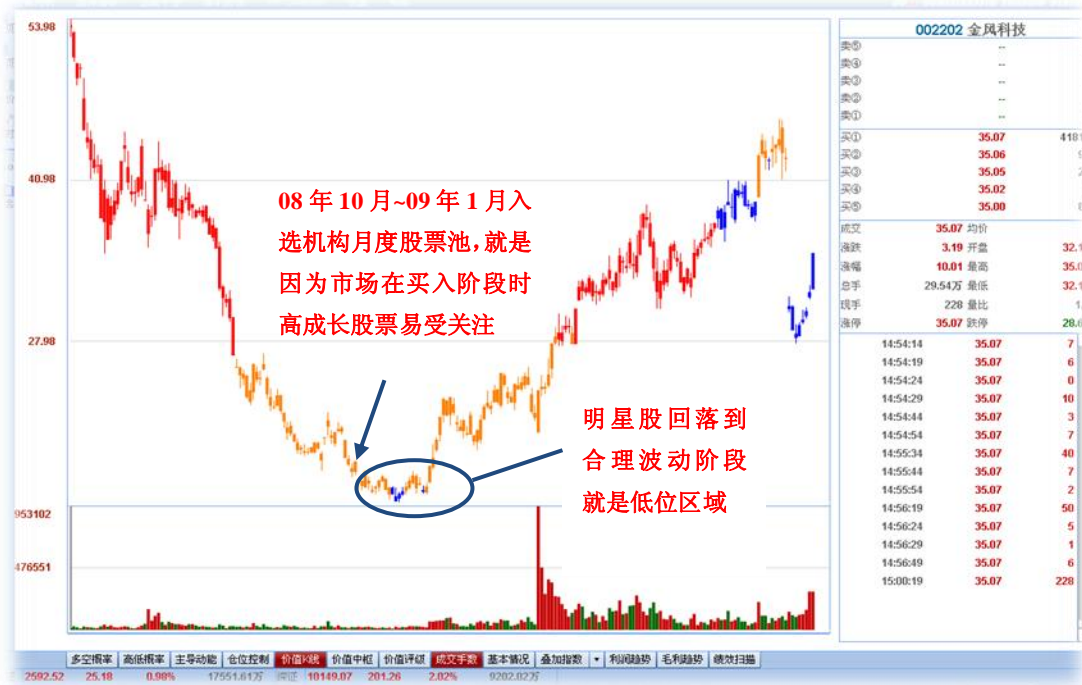 53.98
40.98
27.98
953102
476551
08年10月~09年1月入
选机构月度股票池,就是
因为市场在买入阶段时
高成长股票易受关注
明星股回落到
合理波动阶段
就是低位区域
002202 金风科技
卖⑤ --
卖④ --
卖③ --
卖② --
卖① --
买① 35.07 4181
买② 35.06
买③ 35.05
买④ 35.02
买⑤ 35.00
成交 35.07 均价
涨跌 3.19 开盘 32.1
涨幅 10.01 最高 35.0
总手 29.54万 最低 32.1
现手 228 量比
涨停 35.07 跌停 28.6
14:54:14 35.07 7
14:54:19 35.07 6
14:54:24 35.07 0
14:54:29 35.07 10
14:54:44 35.07 3
14:54:54 35.07 7
14:55:34 35.07 40
14:55:44 35.07 7
14:55:54 35.07 2
14:56:19 35.07 50
14:56:24 35.07 5
14:56:29 35.07 1
14:56:49 35.07 6
15:00:19 35.07 228
多空概率 高低概率 主导动能 仓位控制 价值K线 价值中枢 价值评级 成交手数 基本情况 叠加指数 利润趋势 毛利趋势 绩效扫描
2592.52 25.18 0.98% 17551.61万 深证 10149.07 201.26 2.02% 9202.02万